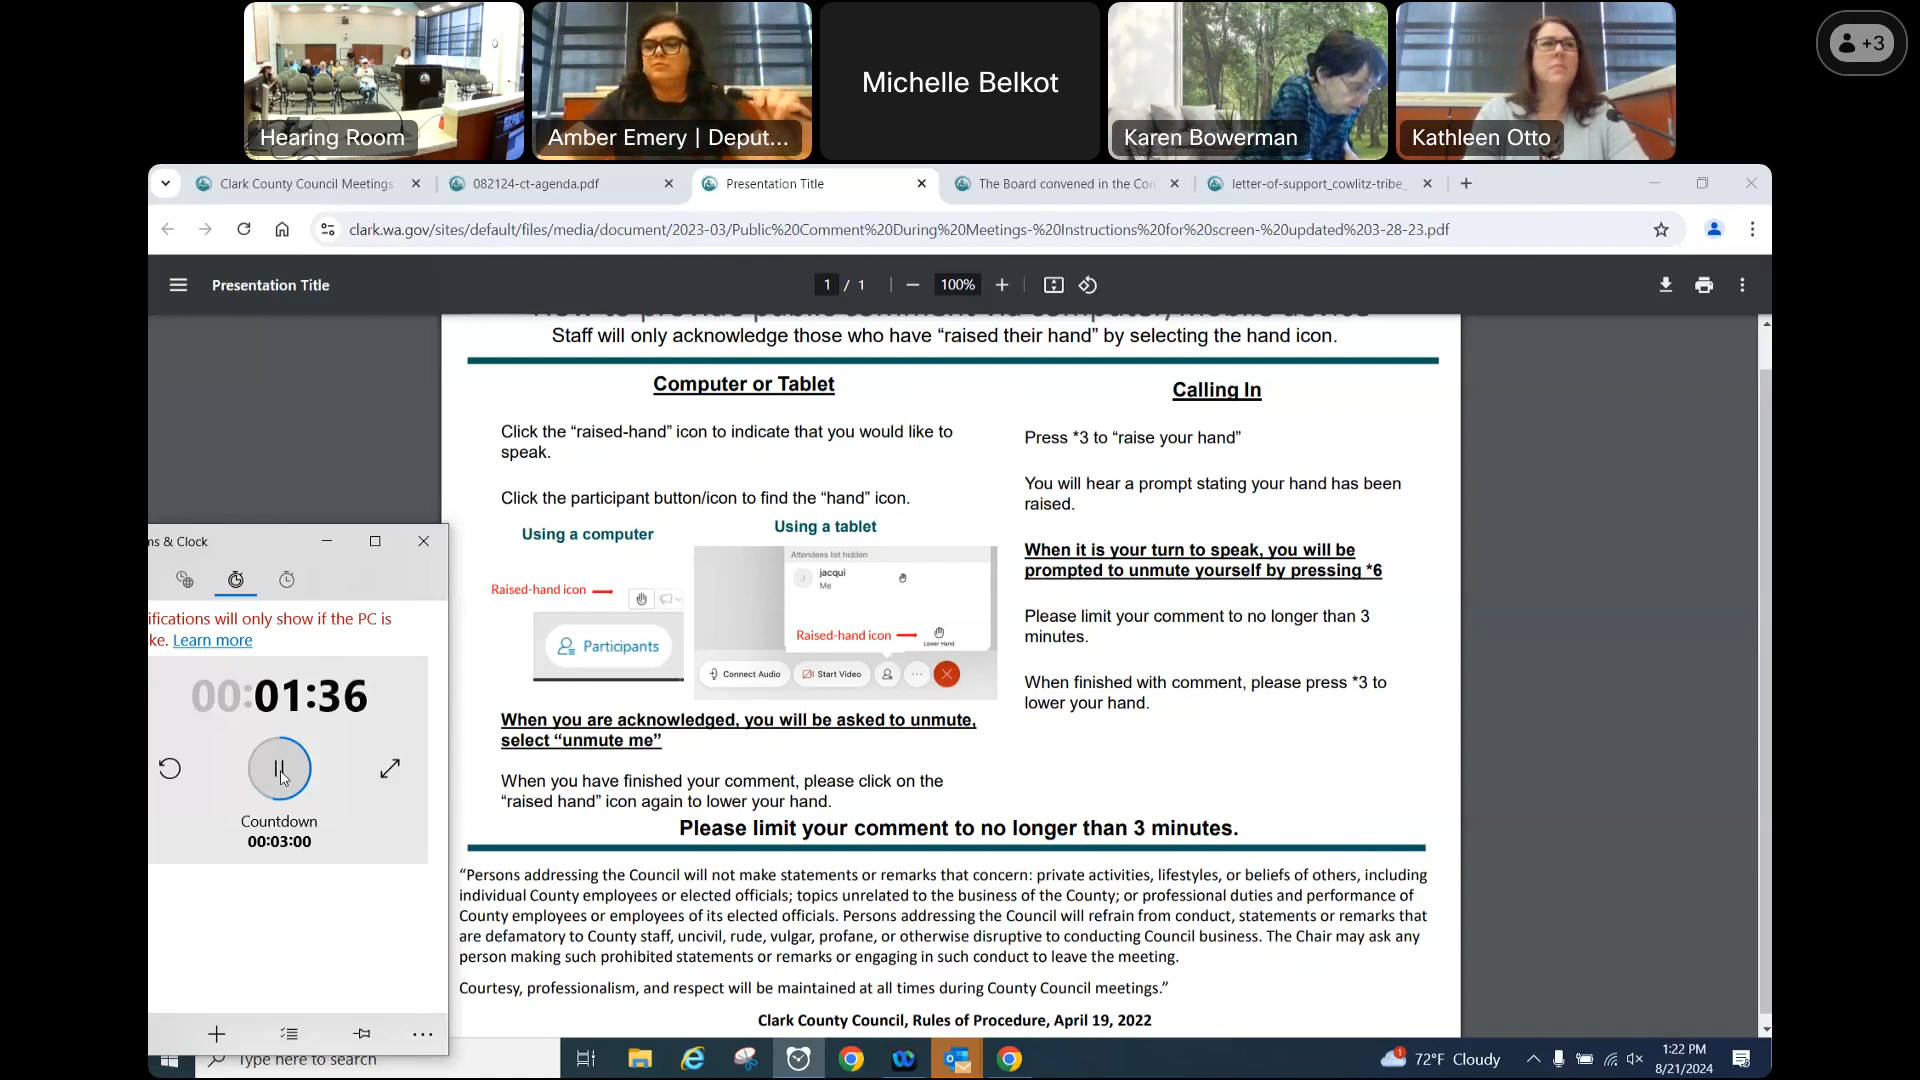 Hearing Room
Amber Emery | Deput...
Michelle Belkot
Karen Bowerman
Kathleen Otto
+3
Clark County Council Meetings
082124-ct-agenda.pdf
Presentation Title
The Board convened in the Con
letter-of-support_cowlitz-tribe_
clark.wa.gov/sites/default/files/media/document/2023-03/Public%20Comment%20During%20Meetings-%20Instructions%20for%20screen-%20updated%203-28-23.pdf
Presentation Title
1 / 1
100%
How to provide public comment via computer/mobile device
Staff will only acknowledge those who have “raised their hand” by selecting the hand icon.
Computer or Tablet
Click the “raised-hand” icon to indicate that you would like to
speak.
Click the participant button/icon to find the “hand” icon.
Using a computer
Using a tablet
Raised-hand icon
Participants
Attendees list hidden
J
jacqui
Me
Raised-hand icon
Lower Hand
Connect Audio
Start Video
When you are acknowledged, you will be asked to unmute,
select “unmute me”
When you have finished your comment, please click on the
“raised hand” icon again to lower your hand.
Calling In
Press *3 to “raise your hand”
You will hear a prompt stating your hand has been
raised.
When it is your turn to speak, you will be
prompted to unmute yourself by pressing *6
Please limit your comment to no longer than 3
minutes.
When finished with comment, please press *3 to
lower your hand.
Please limit your comment to no longer than 3 minutes.
“Persons addressing the Council will not make statements or remarks that concern: private activities, lifestyles, or beliefs of others, including
individual County employees or elected officials; topics unrelated to the business of the County; or professional duties and performance of
County employees or employees of its elected officials. Persons addressing the Council will refrain from conduct, statements or remarks that
are defamatory to County staff, uncivil, rude, vulgar, profane, or otherwise disruptive to conducting Council business. The Chair may ask any
person making such prohibited statements or remarks or engaging in such conduct to leave the meeting.
Courtesy, professionalism, and respect will be maintained at all times during County Council meetings.”
Clark County Council, Rules of Procedure, April 19, 2022
ms & Clock
ifications will only show if the PC is
ke. Learn more
00:01:36
Countdown
00:03:00
Type here to search
1
72°F Cloudy
1:22 PM
8/21/2024